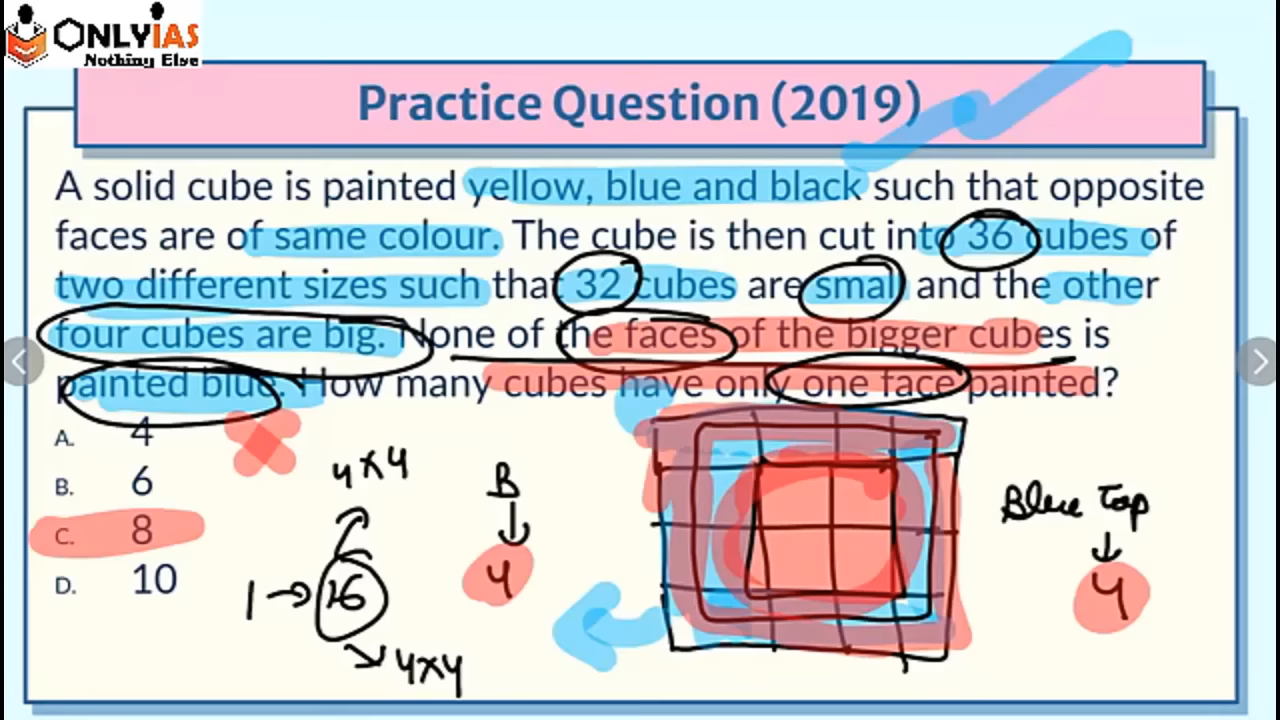 ONLYIAS
Nothing Else
Practice Question (2019)
A solid cube is painted yellow, blue and black such that opposite
faces are of same colour. The cube is then cut into 36 cubes of
two different sizes such that 32 cubes are small and the other
four cubes are big. None of the faces of the bigger cubes is
painted blue. How many cubes have only one face painted?
A. 4
B. 6
C. 8
D. 10
4x4
1 → 16
4x4
B
4
Blue Top
4